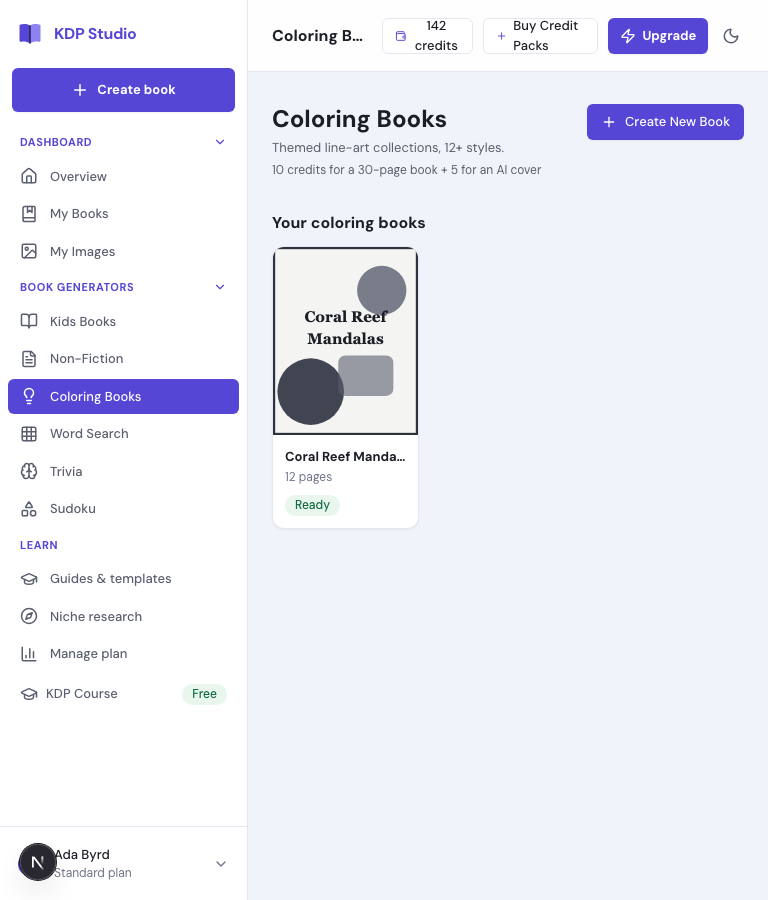 KDP Studio
Create book
DASHBOARD
Overview
My Books
My Images
BOOK GENERATORS
Kids Books
Non-Fiction
Coloring Books
Word Search
Trivia
Sudoku
LEARN
Guides & templates
Niche research
Manage plan
KDP Course
Free
N
Ada Byrd
Standard plan
Coloring B...
142
credits
Buy Credit
Packs
Upgrade
Coloring Books
Themed line-art collections, 12+ styles.
10 credits for a 30-page book + 5 for an AI cover
Create New Book
Your coloring books
Coral Reef
Mandalas
Coral Reef Manda...
12 pages
Ready